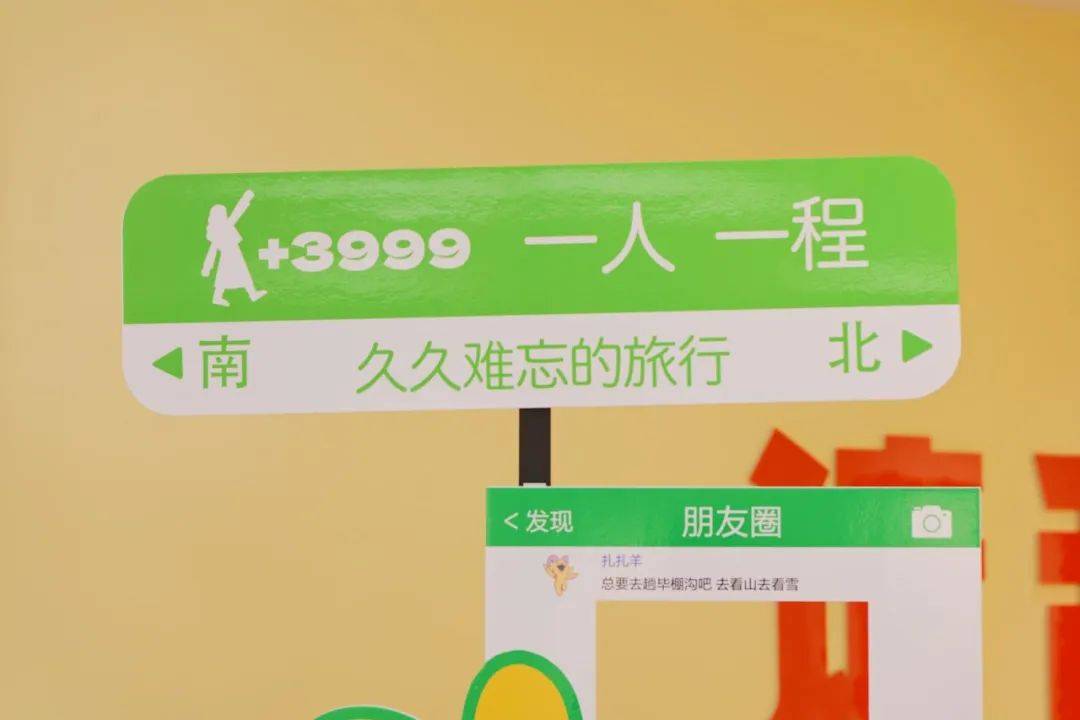 +3999 一人 一程
南 久久难忘的旅行 北
< 发现 朋友圈
扎扎羊
总要去趟毕棚沟吧 去看山去看雪